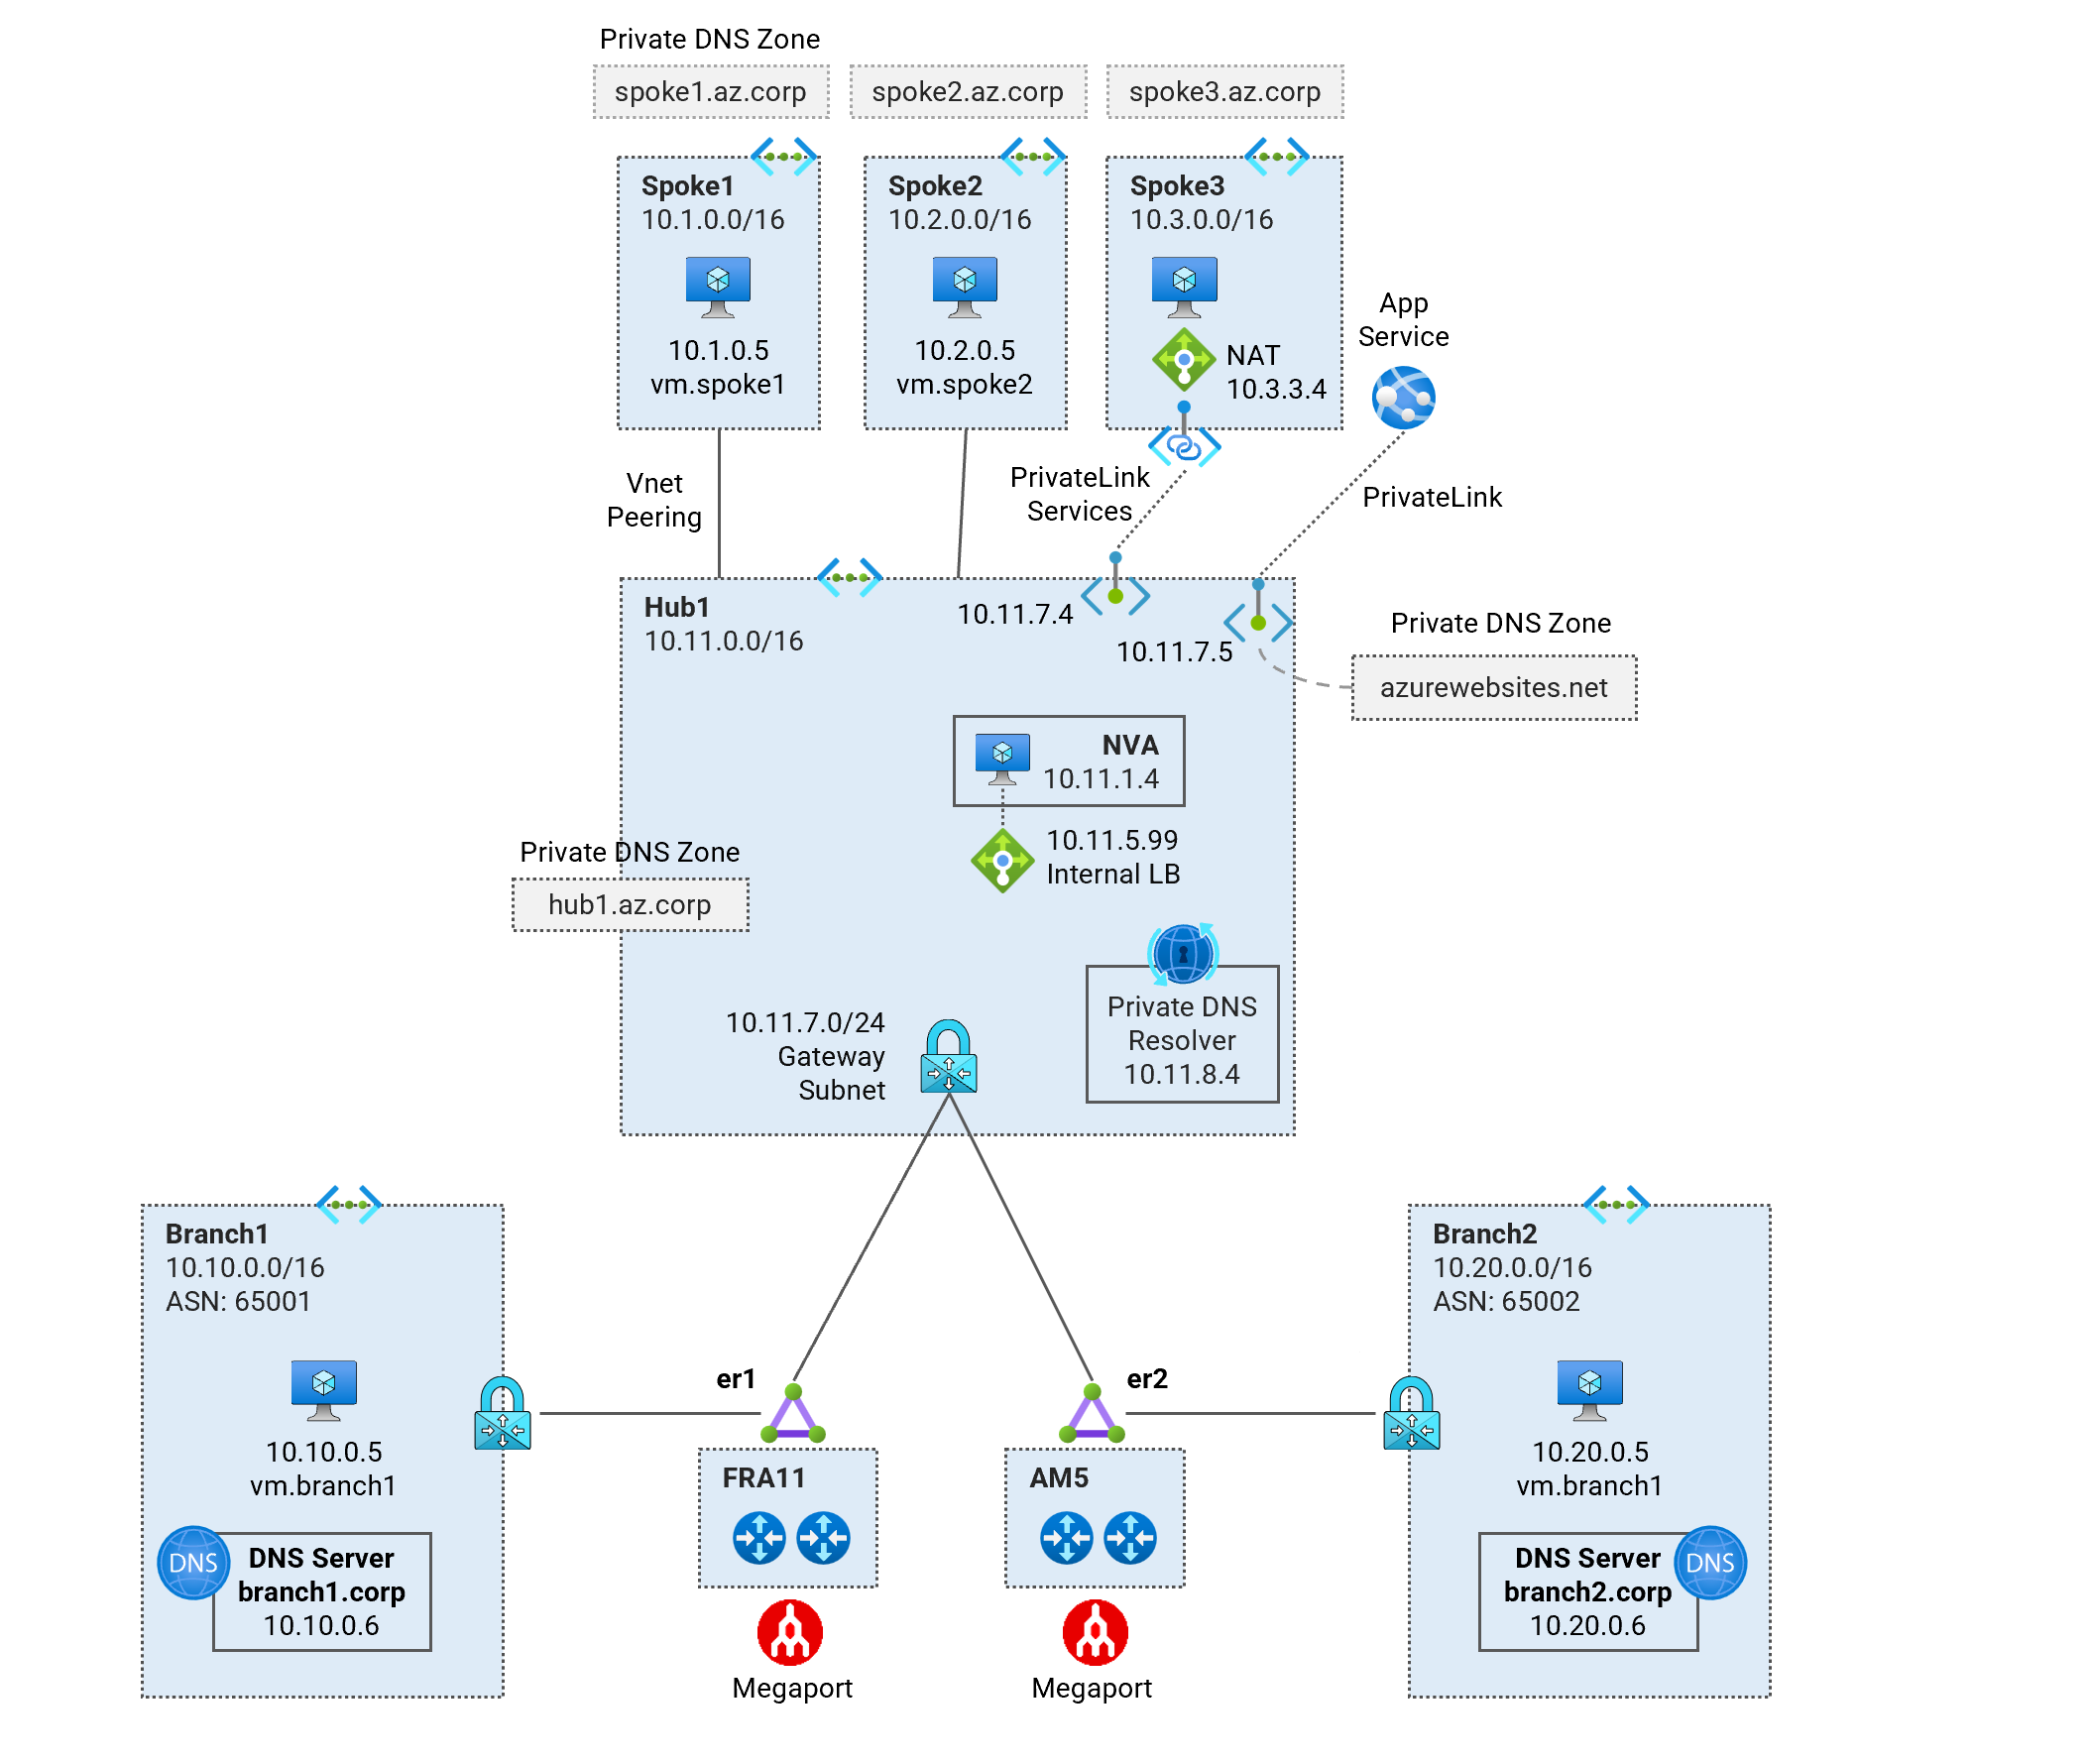 Private DNS Zone
spoke1.az.corp
spoke2.az.corp
spoke3.az.corp
Spoke1
10.1.0.0/16
10.1.0.5
vm.spoke1
Spoke2
10.2.0.0/16
10.2.0.5
vm.spoke2
Spoke3
10.3.0.0/16
NAT
10.3.3.4
App
Service
Vnet
Peering
PrivateLink
Services
PrivateLink
Hub1
10.11.0.0/16
10.11.7.4
10.11.7.5
Private DNS Zone
azurewebsites.net
NVA
10.11.1.4
10.11.5.99
Internal LB
Private DNS Zone
hub1.az.corp
Private DNS
Resolver
10.11.8.4
10.11.7.0/24
Gateway
Subnet
Branch1
10.10.0.0/16
ASN: 65001
10.10.0.5
vm.branch1
DNS
DNS Server
branch1.corp
10.10.0.6
er1
FRA11
Megaport
er2
AM5
Megaport
Branch2
10.20.0.0/16
ASN: 65002
10.20.0.5
vm.branch1
DNS Server
branch2.corp
10.20.0.6
DNS